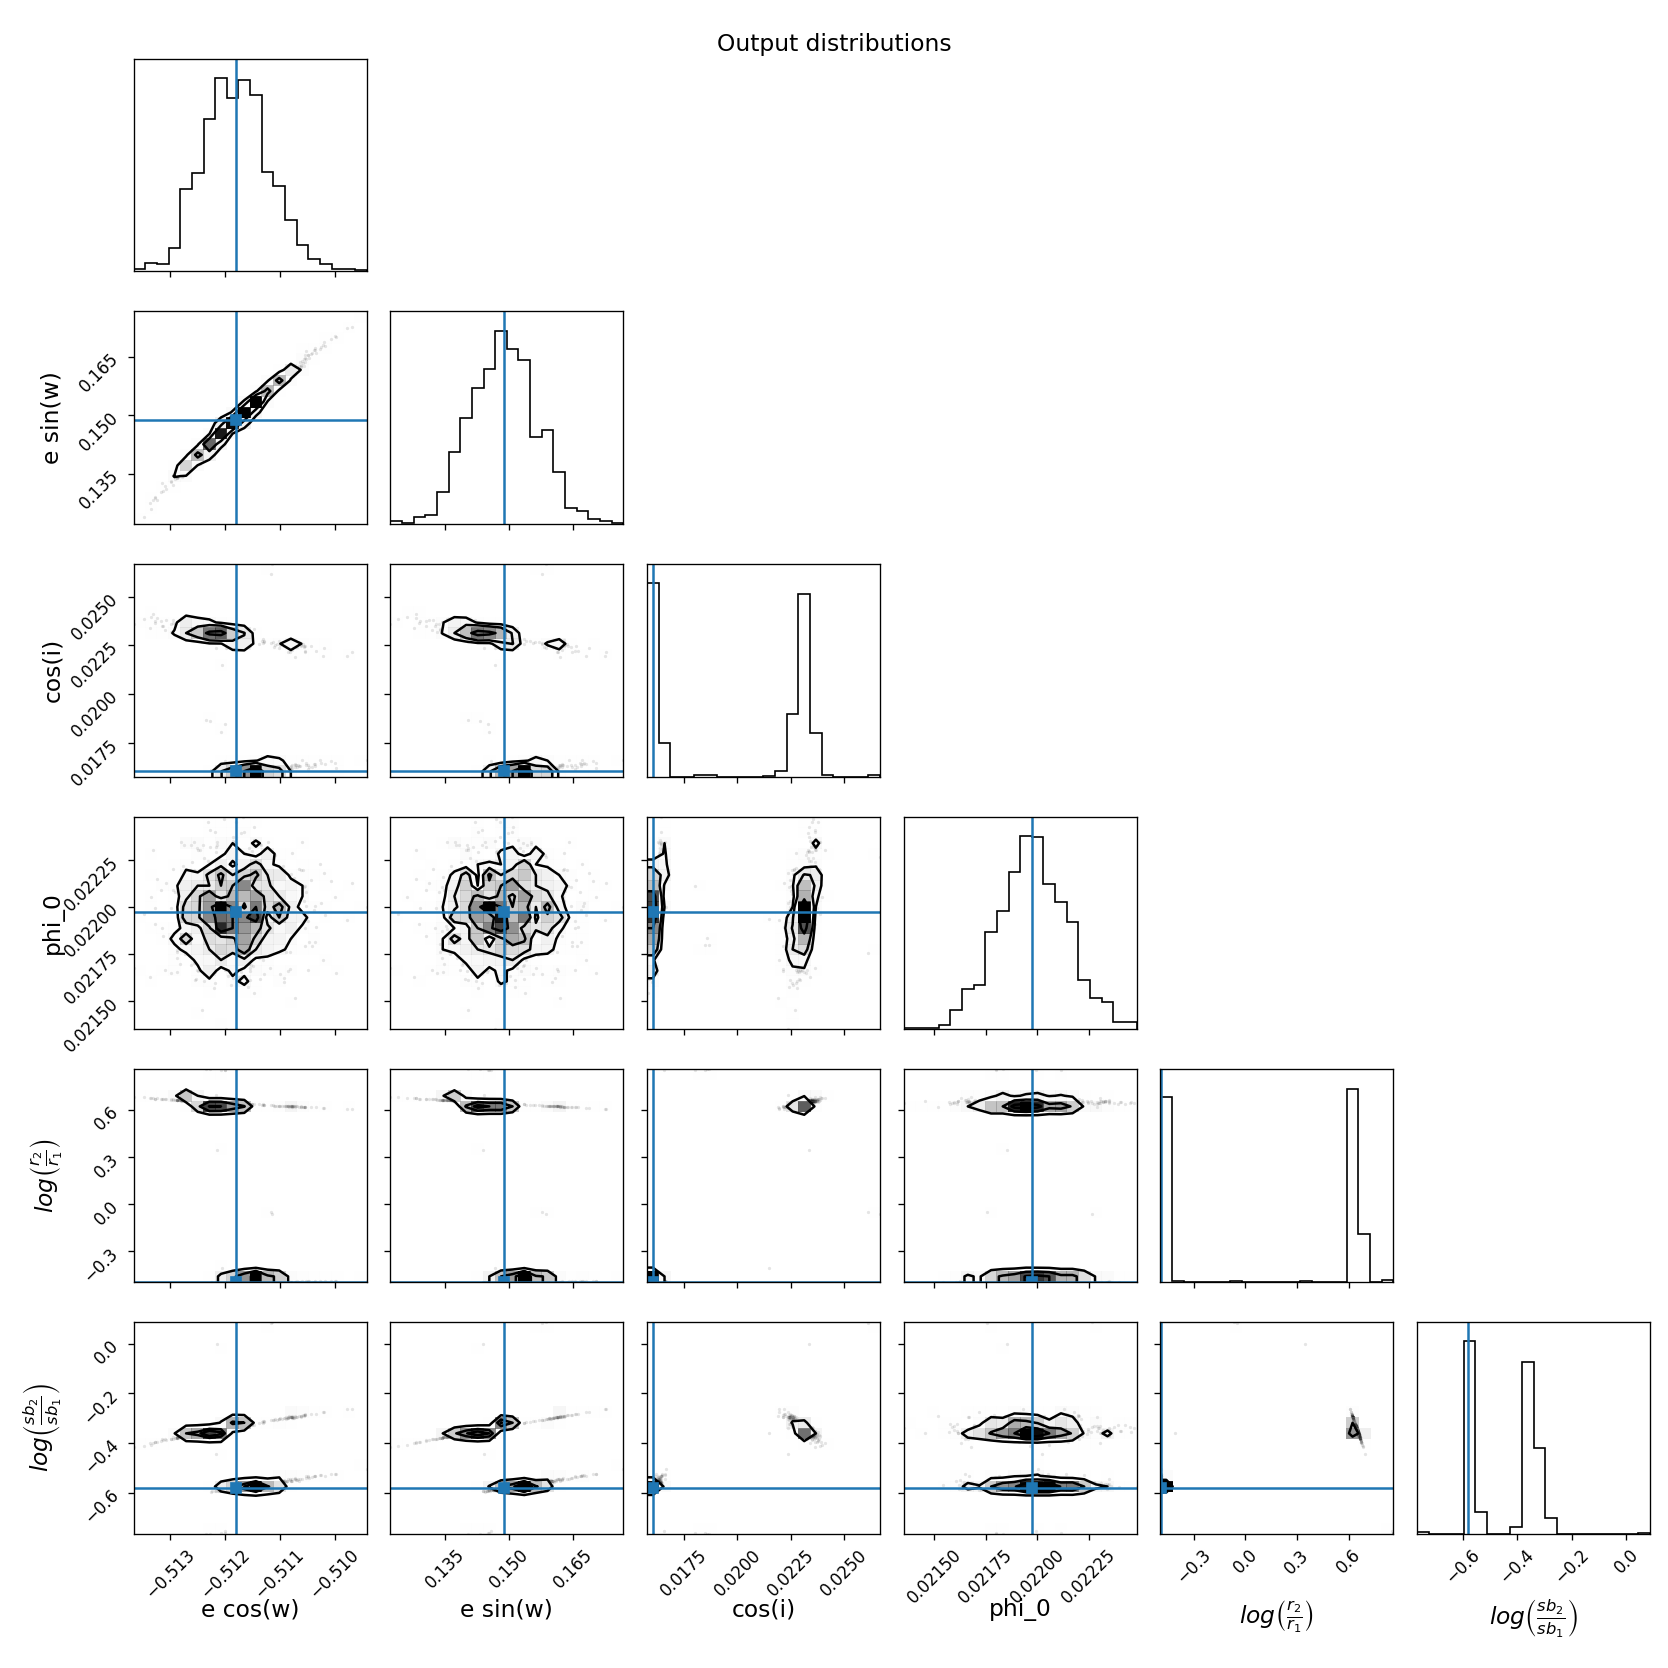 Output distributions
e sin(w)
0.165
0.150
0.135
cos(i)
0.0250
0.0225
0.0200
0.0175
phi_0
0.02225
0.02200
0.02175
0.02150
log(r₂/r₁)
0.6
0.3
0.0
−0.3
log(sb₂/sb₁)
0.0
−0.2
−0.4
−0.6
−0.513 −0.512 −0.511 −0.510 0.135 0.150 0.165 0.0175 0.0200 0.0225 0.0250 0.02150 0.02175 0.02200 0.02225 −0.3 0.0 0.3 0.6 −0.6 −0.4 −0.2 0.0
e cos(w) e sin(w) cos(i) phi_0 log(r₂/r₁) log(sb₂/sb₁)